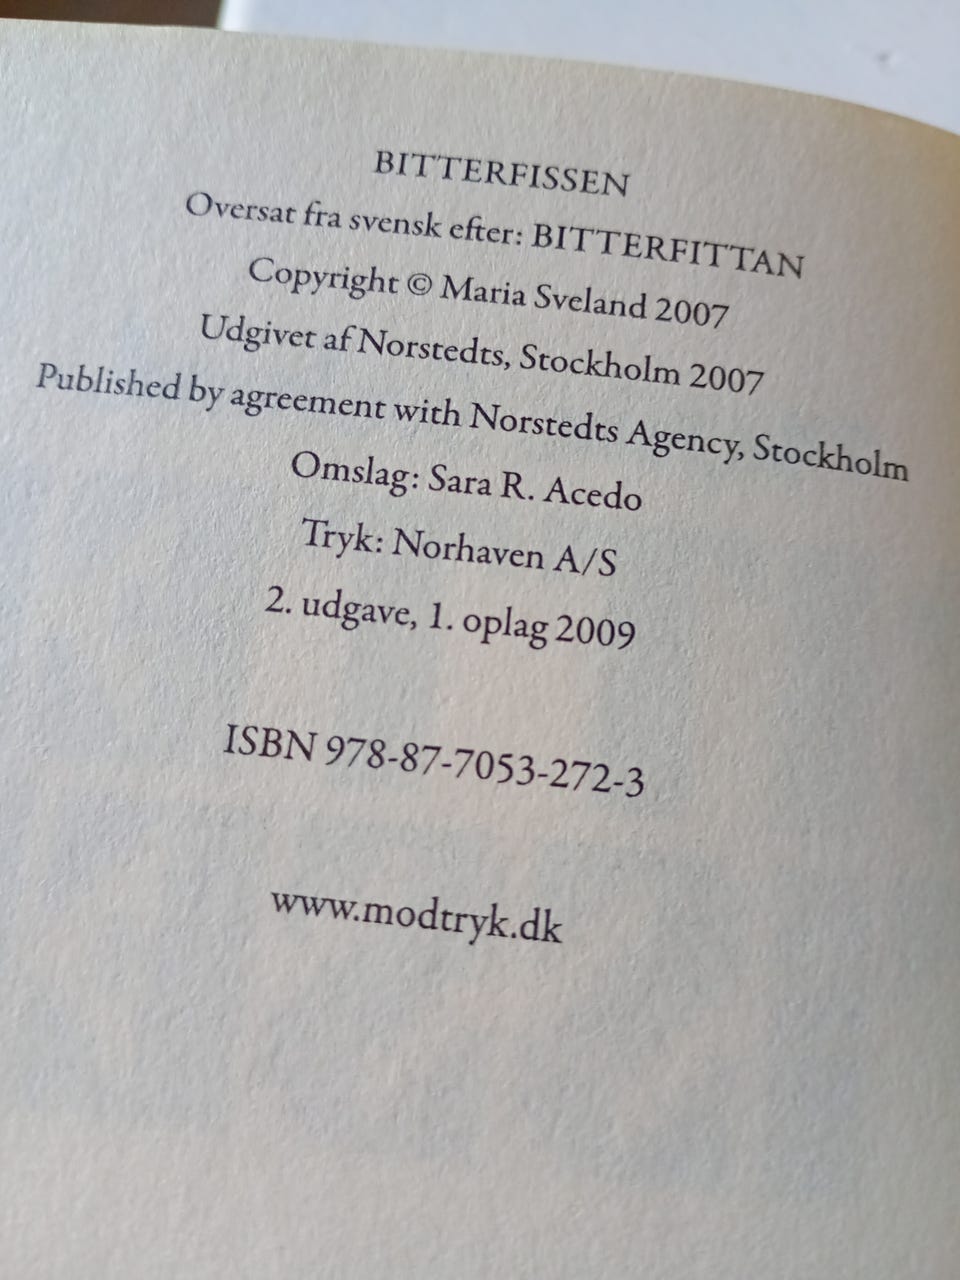 BITTERFISSEN
Oversat fra svensk efter: BITTERFITTAN
Copyright © Maria Sveland 2007
Udgivet af Norstedts, Stockholm 2007
Published by agreement with Norstedts Agency, Stockholm
Omslag: Sara R. Acedo
Tryk: Norhaven A/S
2. udgave, 1. oplag 2009
ISBN 978-87-7053-272-3
www.modtryk.dk